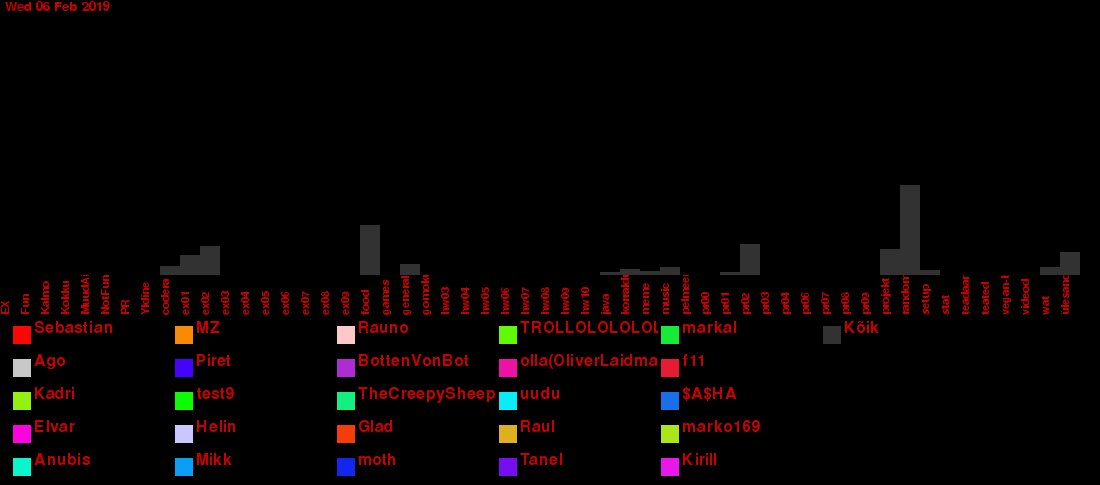 Wed 06 Feb 2019
EX
Fun
Kalmo
Kokku
MuudAi
NotFun
PR
Yldine
codera
ex01
ex02
ex03
ex04
ex05
ex06
ex07
ex08
ex09
food
games
general
gomoku
hw03
hw04
hw05
hw06
hw07
hw08
hw09
hw10
java
korralde
meme
music
pelmeer
pr00
pr01
pr02
pr03
pr04
pr06
pr07
pr08
pr09
projekt
random
setup
stat
teadaar
teated
vegan-l
videod
wat
ülesand
Sebastian MZ Rauno TROLLOLOLOLOL markal Kõik
Ago Piret BottenVonBot olla(OliverLaidma f11
Kadri test9 TheCreepySheep uudu $A$HA
Elvar Helin Glad Raul marko169
Anubis Mikk moth Tanel Kirill